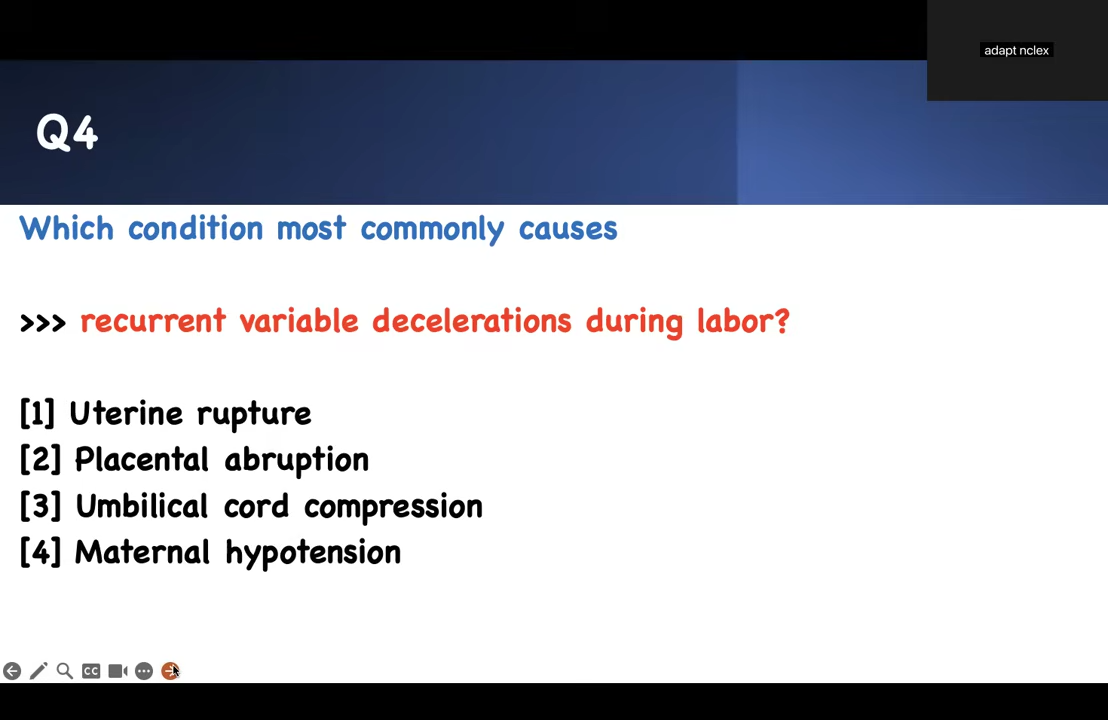 adapt nclex
Q4
Which condition most commonly causes
>>> recurrent variable decelerations during labor?
[1] Uterine rupture
[2] Placental abruption
[3] Umbilical cord compression
[4] Maternal hypotension
CC